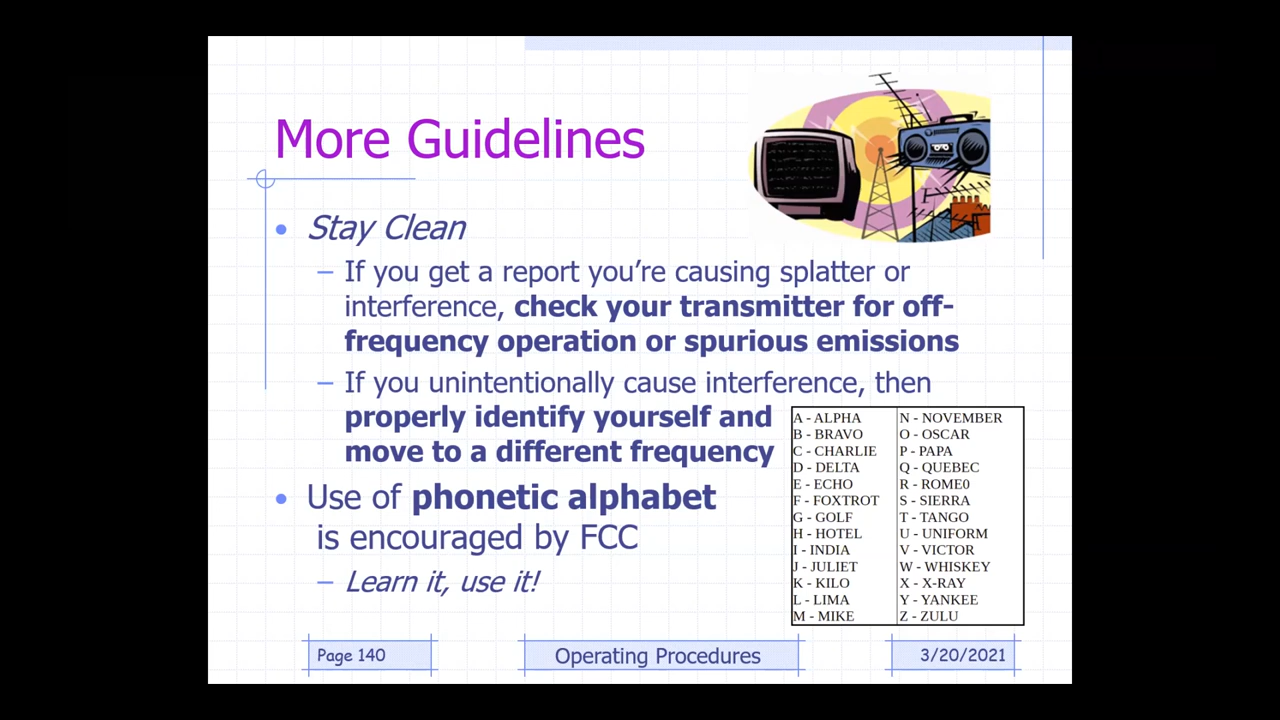 More Guidelines
• Stay Clean
– If you get a report you’re causing splatter or
interference, check your transmitter for off-
frequency operation or spurious emissions
– If you unintentionally cause interference, then
properly identify yourself and
move to a different frequency
• Use of phonetic alphabet
is encouraged by FCC
– Learn it, use it!
A - ALPHA
B - BRAVO
C - CHARLIE
D - DELTA
E - ECHO
F - FOXTROT
G - GOLF
H - HOTEL
I - INDIA
J - JULIET
K - KILO
L - LIMA
M - MIKE
N - NOVEMBER
O - OSCAR
P - PAPA
Q - QUEBEC
R - ROME0
S - SIERRA
T - TANGO
U - UNIFORM
V - VICTOR
W - WHISKEY
X - X-RAY
Y - YANKEE
Z - ZULU
Page 140
Operating Procedures
3/20/2021